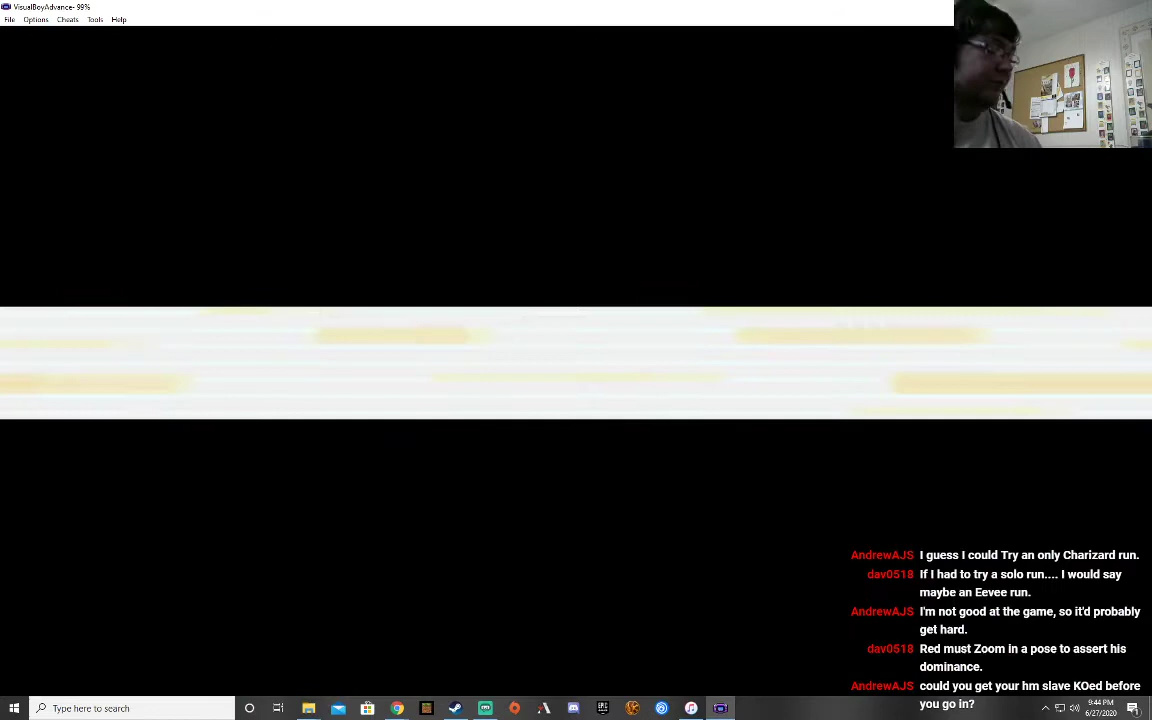 VisualBoyAdvance- 99%
File Options Cheats Tools Help
AndrewAJS I guess I could Try an only Charizard run.
dav0518 If I had to try a solo run.... I would say
maybe an Eevee run.
AndrewAJS I'm not good at the game, so it'd probably
get hard.
dav0518 Red must Zoom in a pose to assert his
dominance.
AndrewAJS could you get your hm slave KOed before
you go in?
Type here to search
9:44 PM
6/27/2020